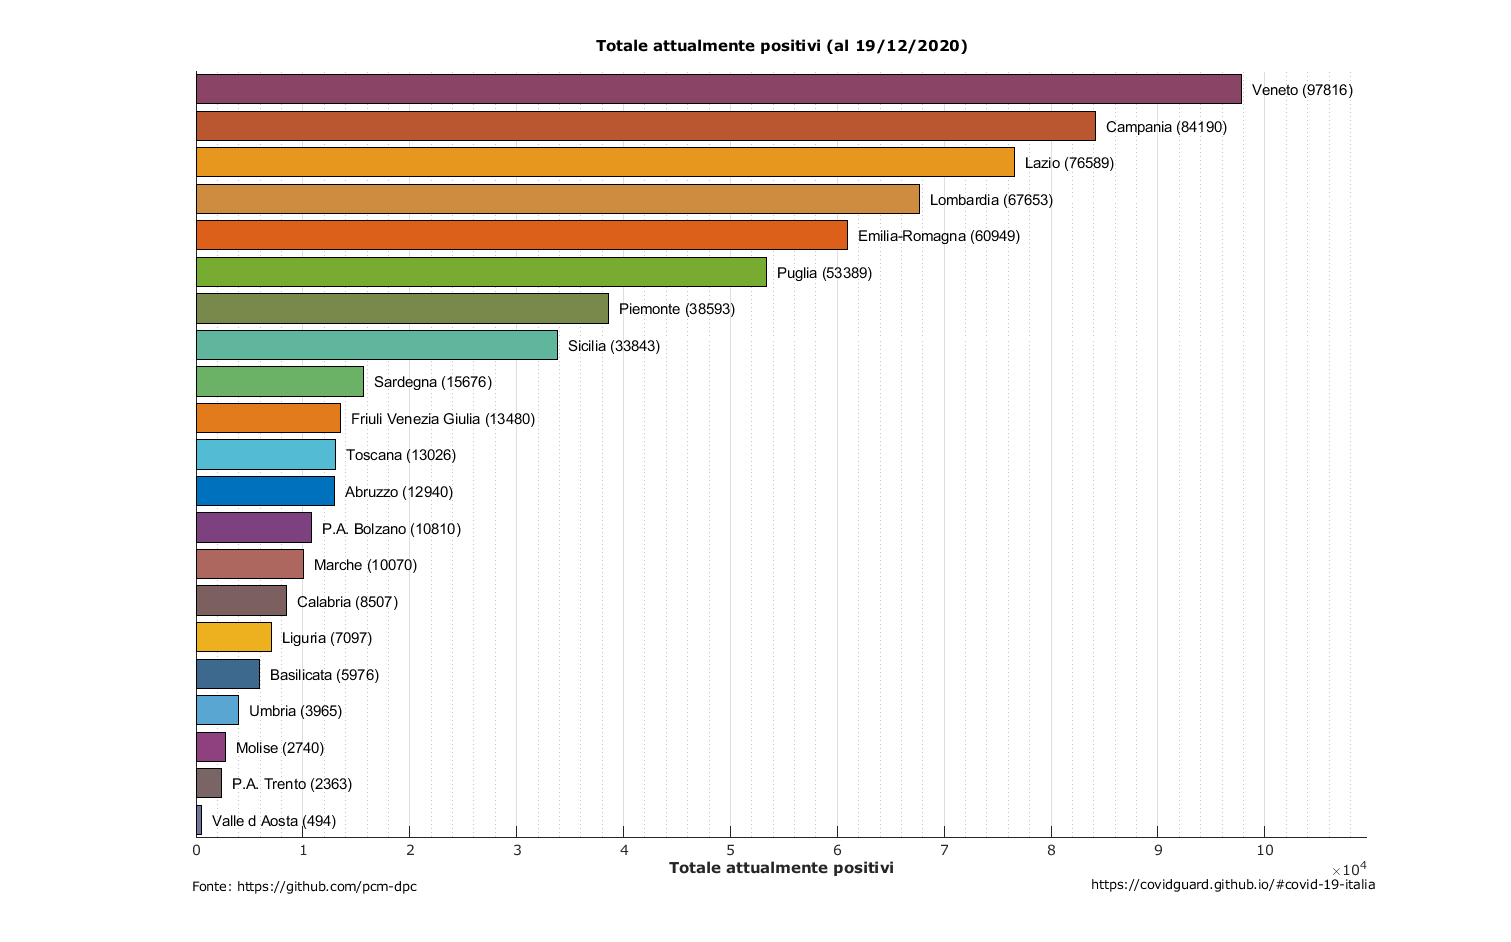 Totale attualmente positivi (al 19/12/2020)
Veneto (97816)
Campania (84190)
Lazio (76589)
Lombardia (67653)
Emilia-Romagna (60949)
Puglia (53389)
Piemonte (38593)
Sicilia (33843)
Sardegna (15676)
Friuli Venezia Giulia (13480)
Toscana (13026)
Abruzzo (12940)
P.A. Bolzano (10810)
Marche (10070)
Calabria (8507)
Liguria (7097)
Basilicata (5976)
Umbria (3965)
Molise (2740)
P.A. Trento (2363)
Valle d Aosta (494)
0 1 2 3 4 5 6 7 8 9 10
×10⁴
Totale attualmente positivi
Fonte: https://github.com/pcm-dpc
https://covidguard.github.io/#covid-19-italia